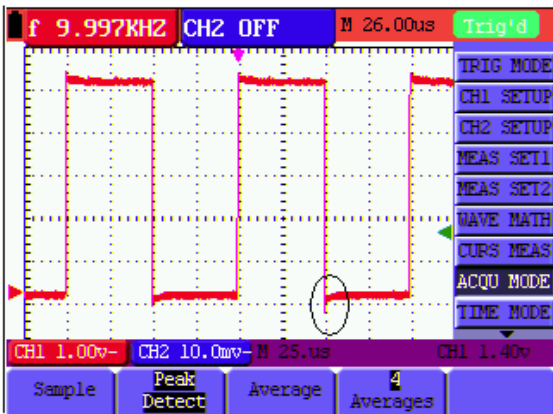 f 9.997KHZ CH2 OFF M 26.00us Trig'd
TRIG MODE
CH1 SETUP
CH2 SETUP
MEAS SET1
MEAS SET2
WAVE MATH
CURS MEAS
ACQU MODE
TIME MODE
CH1 1.00v- CH2 10.0mv- M 25.us CH1 1.40v
Sample
Peak
Detect
Average
4
Averages